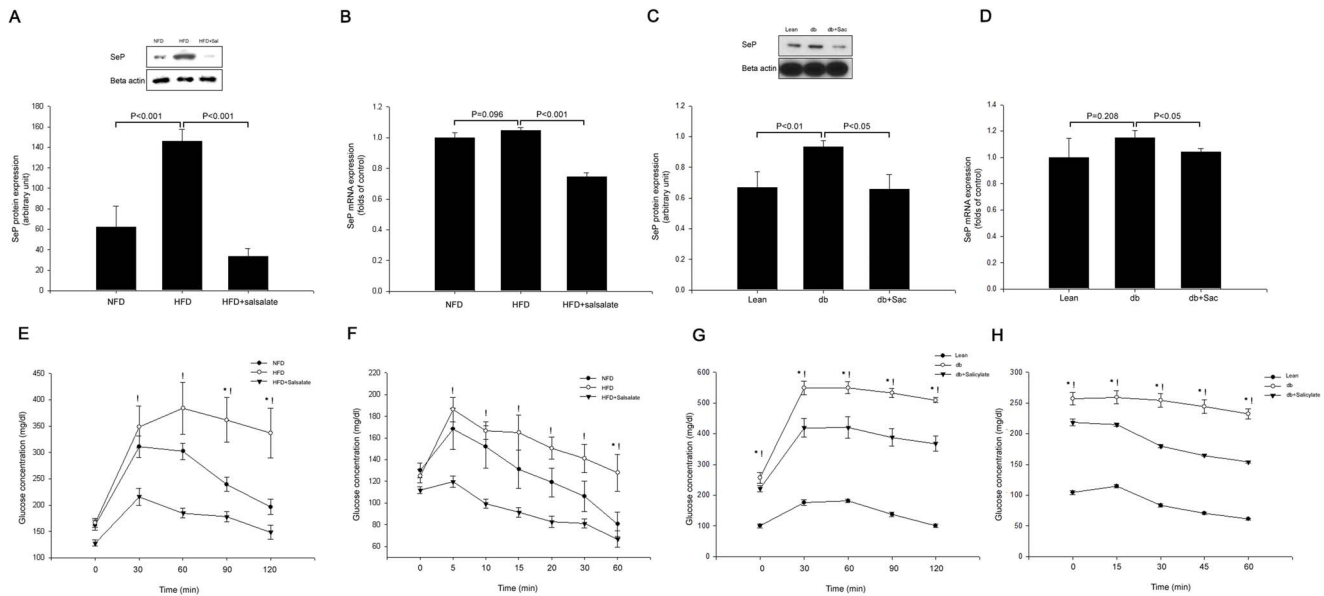 A
NFD HFD HFD+Sal
SeP
Beta actin
180
160
140
120
100
80
60
40
20
0
P<0.001 P<0.001
SeP protein expression
(arbitrary unit)
NFD HFD HFD+salsalate
B
1.2
1.0
0.8
0.6
0.4
0.2
0.0
P=0.096 P<0.001
SeP mRNA expression
(folds of control)
NFD HFD HFD+salsalate
C
Lean db db+Sac
SeP
Beta actin
1.2
1.0
0.8
0.6
0.4
0.2
0.0
P<0.01 P<0.05
SeP protein expression
(arbitrary unit)
Lean db db+Sac
D
1.4
1.2
1.0
0.8
0.6
0.4
0.2
0.0
P=0.208 P<0.05
SeP mRNA expression
(folds of control)
Lean db db+Sac
E
NFD
HFD
HFD+Salsalate
450
400
350
300
250
200
150
100
! ! * ! * !
Glucose concentration (mg/dl)
0 30 60 90 120
Time (min)
F
NFD
HFD
HFD+Salsalate
220
200
180
160
140
120
100
80
60
! ! ! ! ! * !
Glucose concentration (mg/dl)
0 5 10 15 20 30 60
Time (min)
G
Lean
db
db+Salicylate
700
600
500
400
300
200
100
0
* ! * ! * ! * ! * !
Glucose concentration (mg/dl)
0 30 60 90 120
Time (min)
H
Lean
db
db+Salicylate
300
250
200
150
100
50
0
* ! * ! * ! * ! * !
Glucose concentration (mg/dl)
0 15 30 45 60
Time (min)